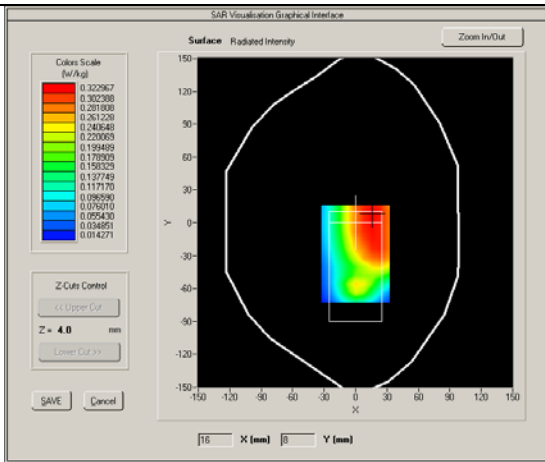 SAR Visualisation Graphical Interface
Surface Radiated Intensity
Zoom In/Out
Colors Scale
(W/kg)
0.322967
0.302388
0.281808
0.261228
0.240648
0.220069
0.199489
0.178909
0.158329
0.137749
0.117170
0.096590
0.076010
0.055430
0.034851
0.014271
Z-Cuts Control
<< Upper Cut
Z = 4.0 mm
Lower Cut >>
SAVE Cancel
150-
120-
90-
60-
30-
0-
-30-
-60-
-90-
-120-
-150-
Y
-150 -120 -90 -60 -30 0 30 60 90 120 150
X
16 X (mm) 8 Y (mm)